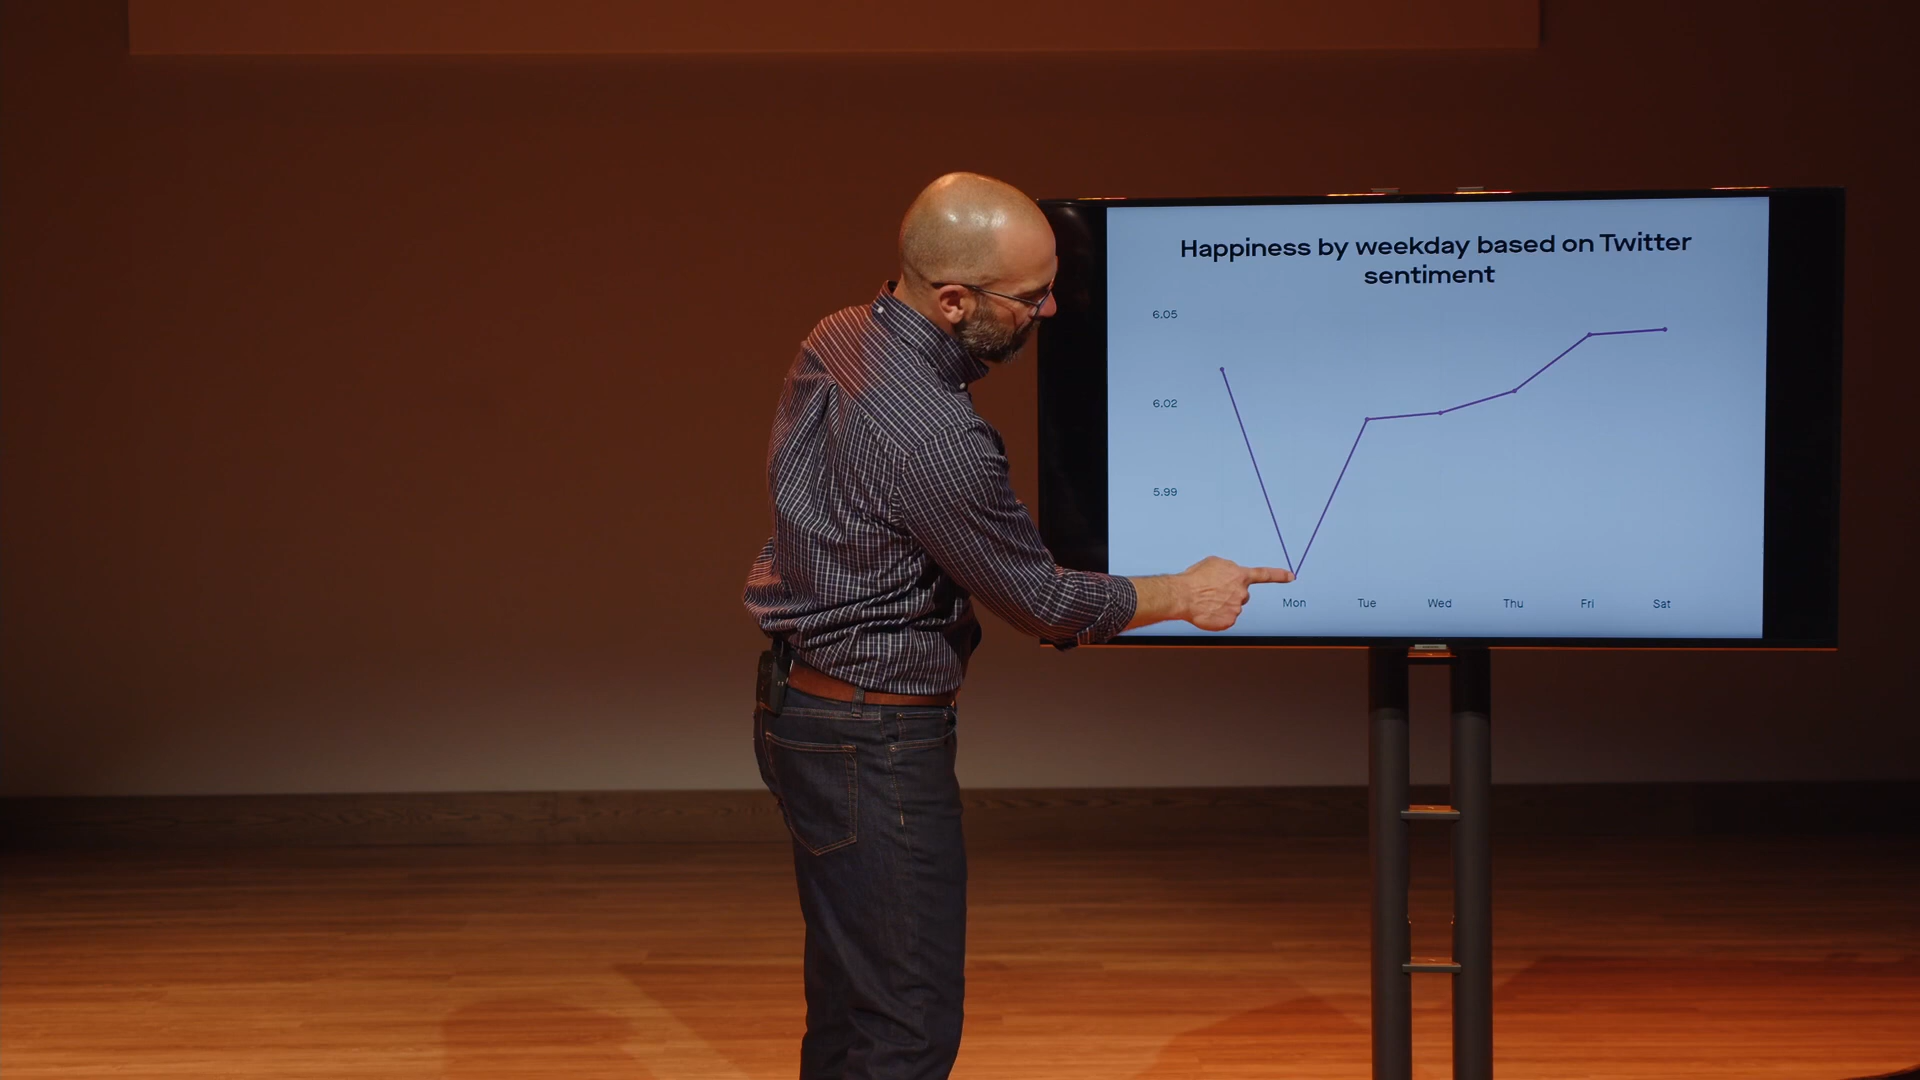 Happiness by weekday based on Twitter
sentiment
6.05
6.02
5.99
Mon Tue Wed Thu Fri Sat